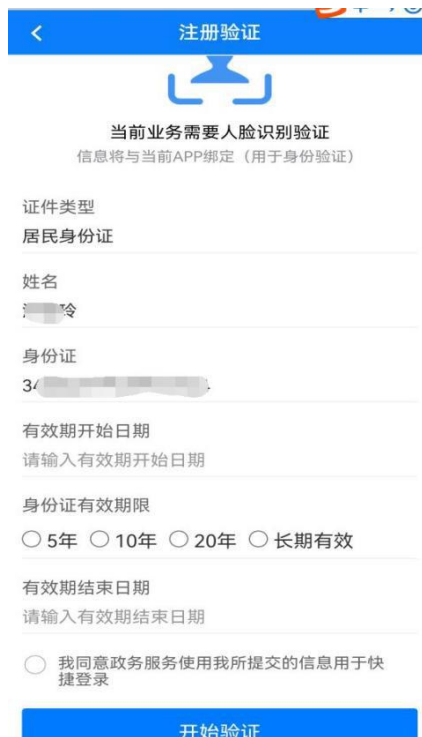 注册验证
当前业务需要人脸识别验证
信息将与当前APP绑定（用于身份验证）
证件类型
居民身份证
姓名
玲
身份证
34
有效期开始日期
请输入有效期开始日期
身份证有效期限
5年 10年 20年 长期有效
有效期结束日期
请输入有效期结束日期
我同意政务服务使用我所提交的信息用于快
捷登录
开始验证